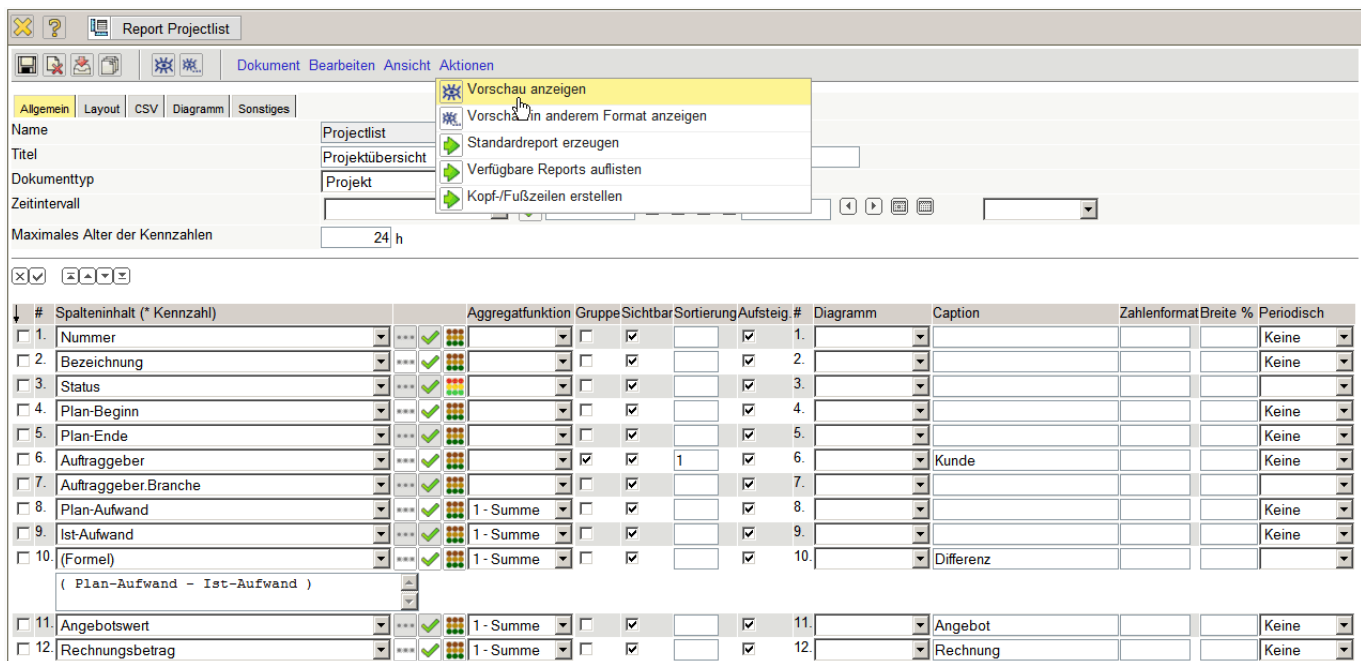 Report Projectlist
Dokument Bearbeiten Ansicht Aktionen
Vorschau anzeigen
Allgemein Layout CSV Diagramm Sonstiges
in anderem Format anzeigen
Name Projectlist
Standardreport erzeugen
Titel Projektübersicht
Verfügbare Reports auflisten
Dokumenttyp Projekt
Kopf-/Fußzeilen erstellen
Zeitintervall
Maximales Alter der Kennzahlen 24 h
# Spalteninhalt (* Kennzahl) Aggregatfunktion Gruppe Sichtbar Sortierung Aufsteig. # Diagramm Caption Zahlenformat Breite % Periodisch
1. Nummer 1. Keine
2. Bezeichnung 2. Keine
3. Status 3.
4. Plan-Beginn 4. Keine
5. Plan-Ende 5. Keine
6. Auftraggeber 1 6. Kunde Keine
7. Auftraggeber.Branche 7.
8. Plan-Aufwand 1 - Summe 8. Keine
9. Ist-Aufwand 1 - Summe 9. Keine
10. (Formel) 1 - Summe 10. Differenz
( Plan-Aufwand - Ist-Aufwand )
11. Angebotswert 1 - Summe 11. Angebot Keine
12. Rechnungsbetrag 1 - Summe 12. Rechnung Keine